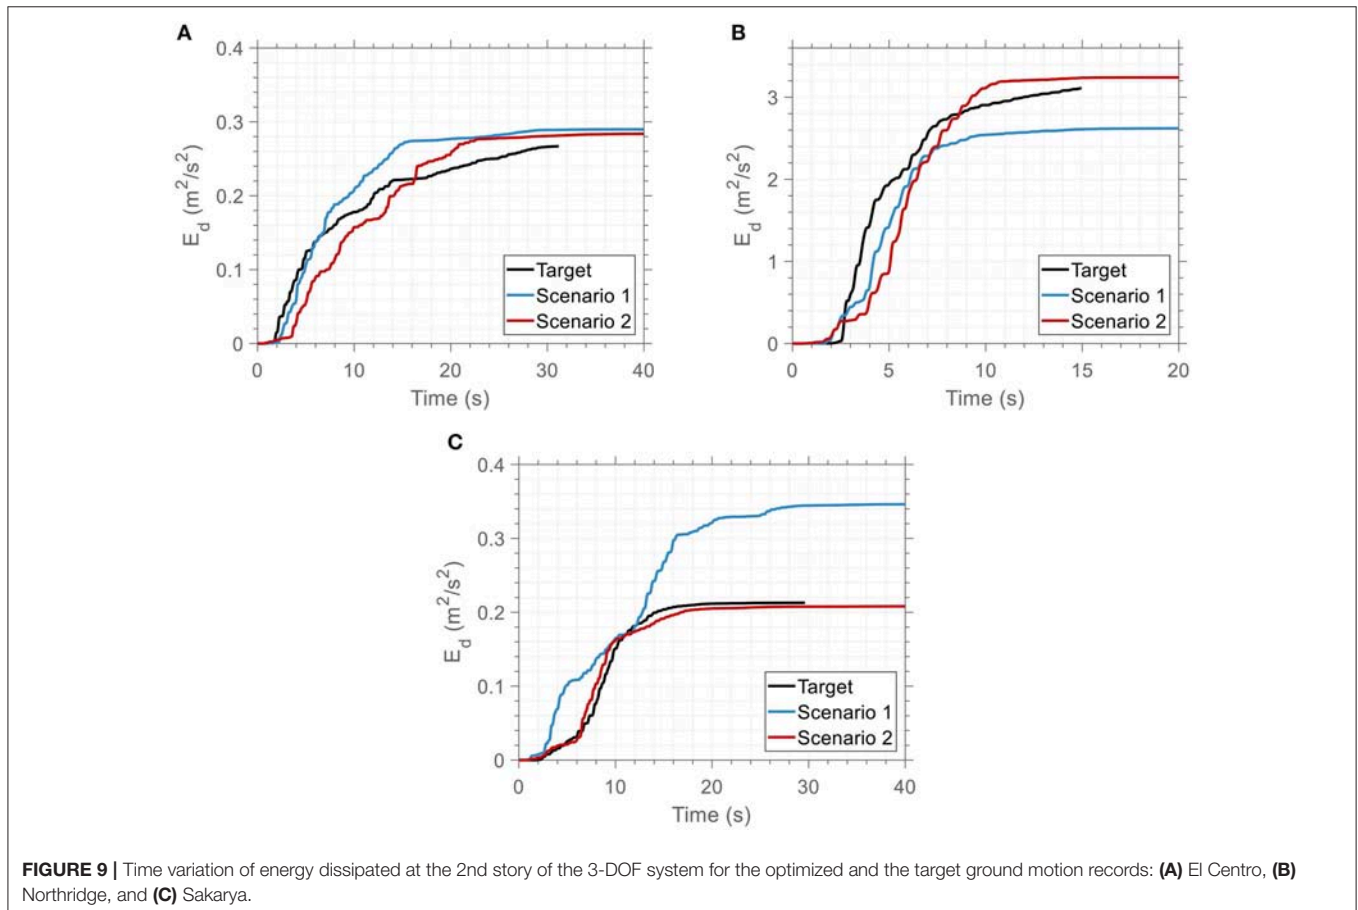 A
0.4
0.3
0.2
0.1
0
E_d (m^2/s^2)
0 10 20 30 40
Time (s)
Target
Scenario 1
Scenario 2
B
3
2
1
0
E_d (m^2/s^2)
0 5 10 15 20
Time (s)
Target
Scenario 1
Scenario 2
C
0.4
0.3
0.2
0.1
0
E_d (m^2/s^2)
0 10 20 30 40
Time (s)
Target
Scenario 1
Scenario 2
FIGURE 9 | Time variation of energy dissipated at the 2nd story of the 3-DOF system for the optimized and the target ground motion records: (A) El Centro, (B)
Northridge, and (C) Sakarya.